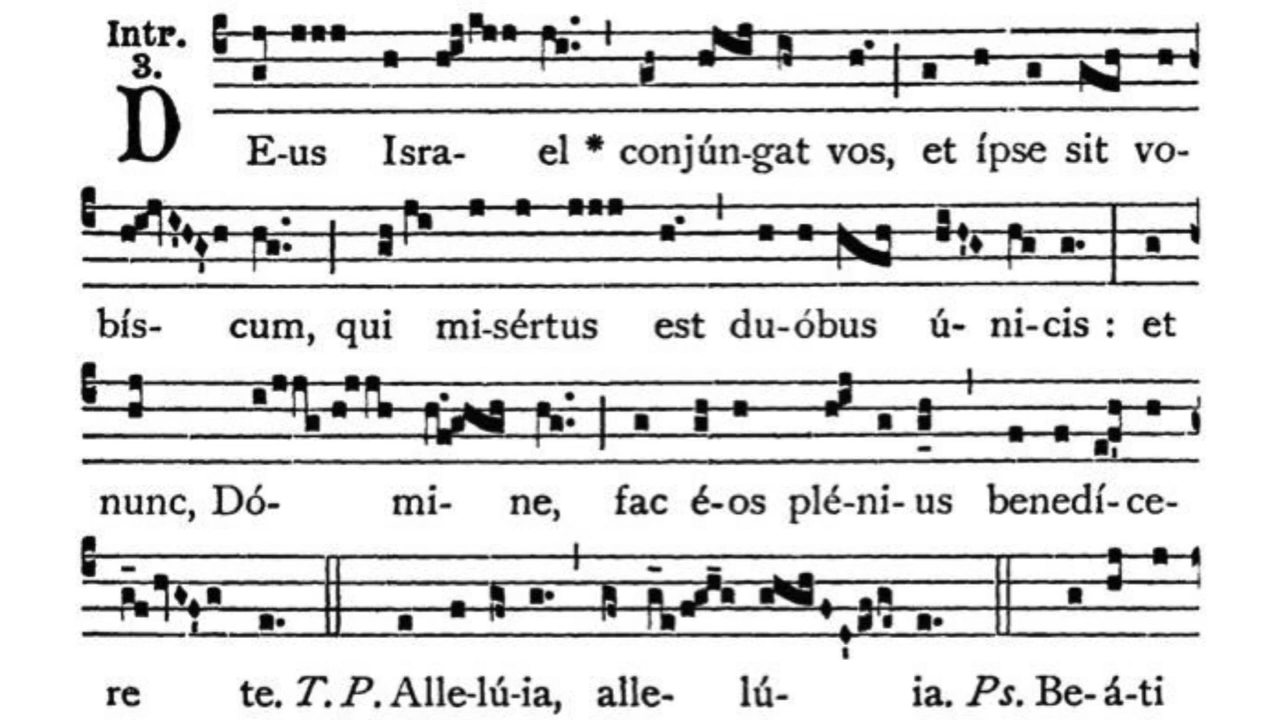 Intr.
3.
DE-us Isra- el * conjún-gat vos, et ípse sit vo-
bís- cum, qui mi-sértus est du-óbus ú- ni-cis : et
nunc, Dó- mi- ne, fac é-os plé-ni-us benedí-ce-
re te. T. P. Alle-lú-ia, alle- lú- ia. Ps. Be-á-ti